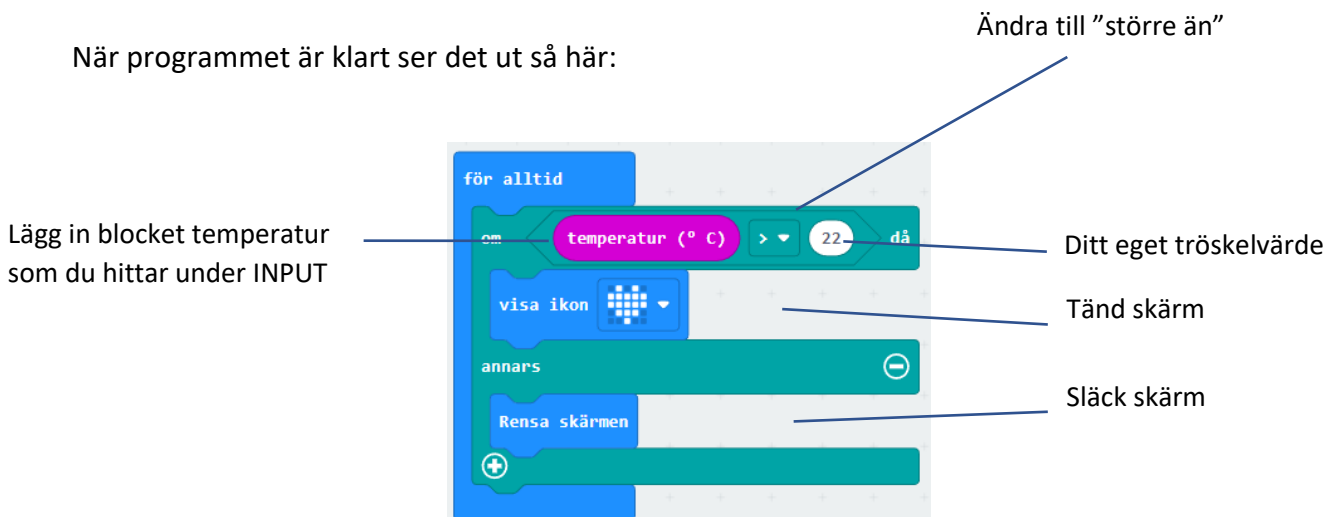 Ändra till ”större än”
När programmet är klart ser det ut så här:
för alltid
Lägg in blocket temperatur
som du hittar under INPUT
om temperatur (° C) > 22 då
Ditt eget tröskelvärde
visa ikon
Tänd skärm
annars
Släck skärm
Rensa skärmen